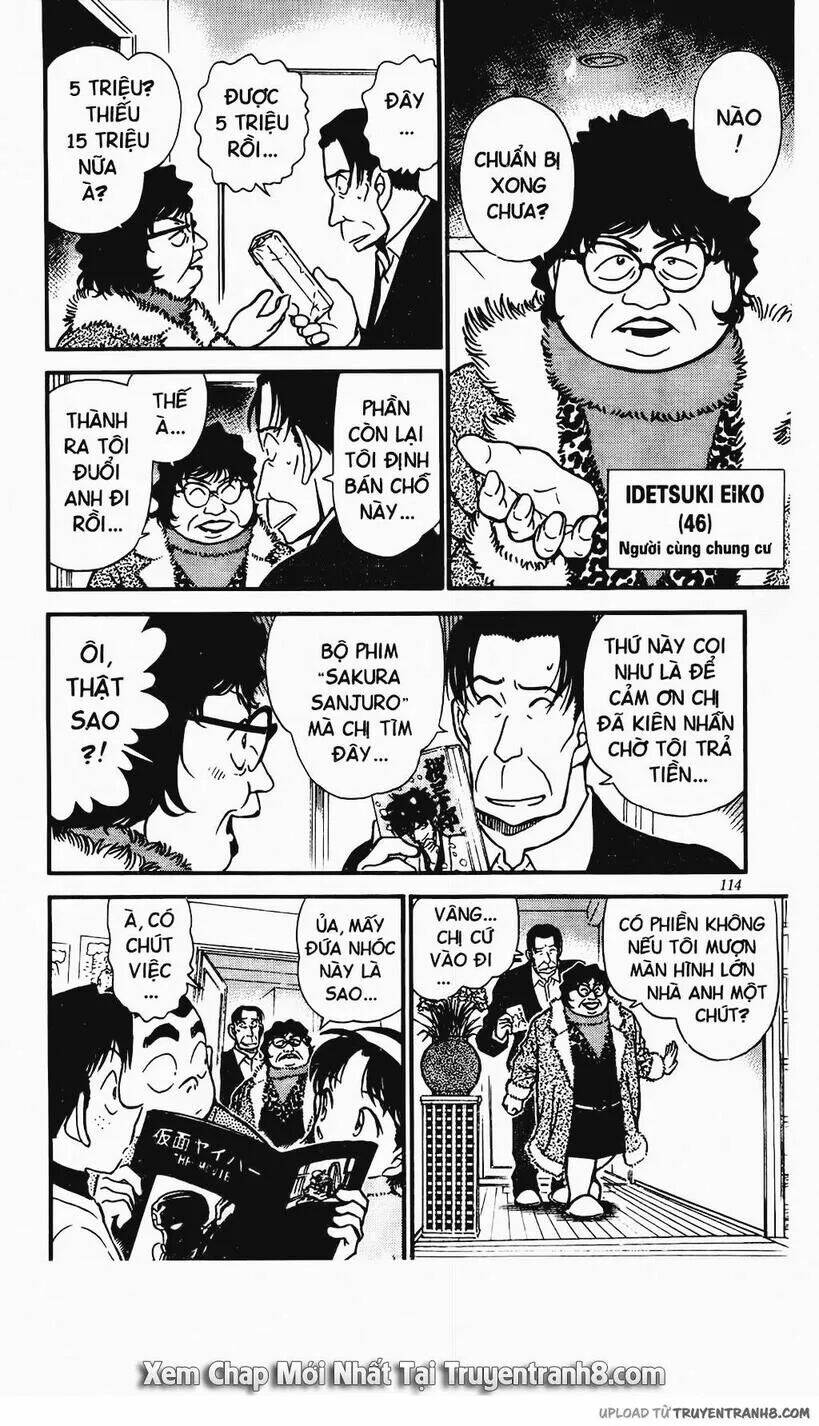 NÀO
!
CHUẨN BỊ
XONG
CHƯA?
IDETSUKI EiKO
(46)
Người cùng chung cư
ĐÂY
...
ĐƯỢC
5 TRIỆU
RỒI...
5 TRIỆU?
THIẾU
15 TRIỆU
NỮA
À?
PHẦN
CÒN LẠI
TÔI ĐỊNH
BÁN CHỖ
NÀY...
THẾ
À...
THÀNH
RA TÔI
ĐUỔI
ANH ĐI
RỒI...
THỨ NÀY COI
NHƯ LÀ ĐỂ
CẢM ƠN CHỊ
ĐÃ KIÊN NHẪN
CHỜ TÔI TRẢ
TIỀN...
BỘ PHIM
“SAKURA
SANJURO”
MÀ CHỊ TÌM
ĐÂY...
ÔI,
THẬT
SAO
?!
114
CÓ PHIỀN KHÔNG
NẾU TÔI MƯỢN
MÀN HÌNH LỚN
NHÀ ANH MỘT
CHÚT?
VÂNG...
CHỊ CỨ
VÀO ĐI
...
ỦA, MẤY
ĐỨA NHÓC
NÀY LÀ
SAO...
À, CÓ
CHÚT
VIỆC
...
仮面ヤイバー
THE MOVIE
Xem Chap Mới Nhất Tại Truyentranh8.com
UPLOAD TỪ TRUYENTRANH8.COM